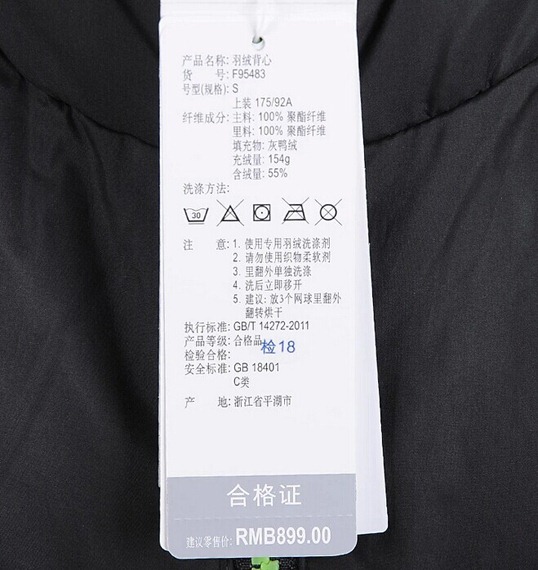 产品名称: 羽绒背心
货 号: F95483
号型(规格): S
上装 175/92A
纤维成分: 主料: 100% 聚酯纤维
里料: 100% 聚酯纤维
填充物: 灰鸭绒
充绒量: 154g
含绒量: 55%
洗涤方法:
30
注 意: 1. 使用专用羽绒洗涤剂
2. 请勿使用织物柔软剂
3. 里翻外单独洗涤
4. 洗后立即移开
5. 建议: 放3个网球里翻外
翻转烘干
执行标准: GB/T 14272-2011
产品等级: 合格品
检验合格: 检18
安全标准: GB 18401
C类
产 地: 浙江省平湖市
合格证
建议零售价: RMB899.00